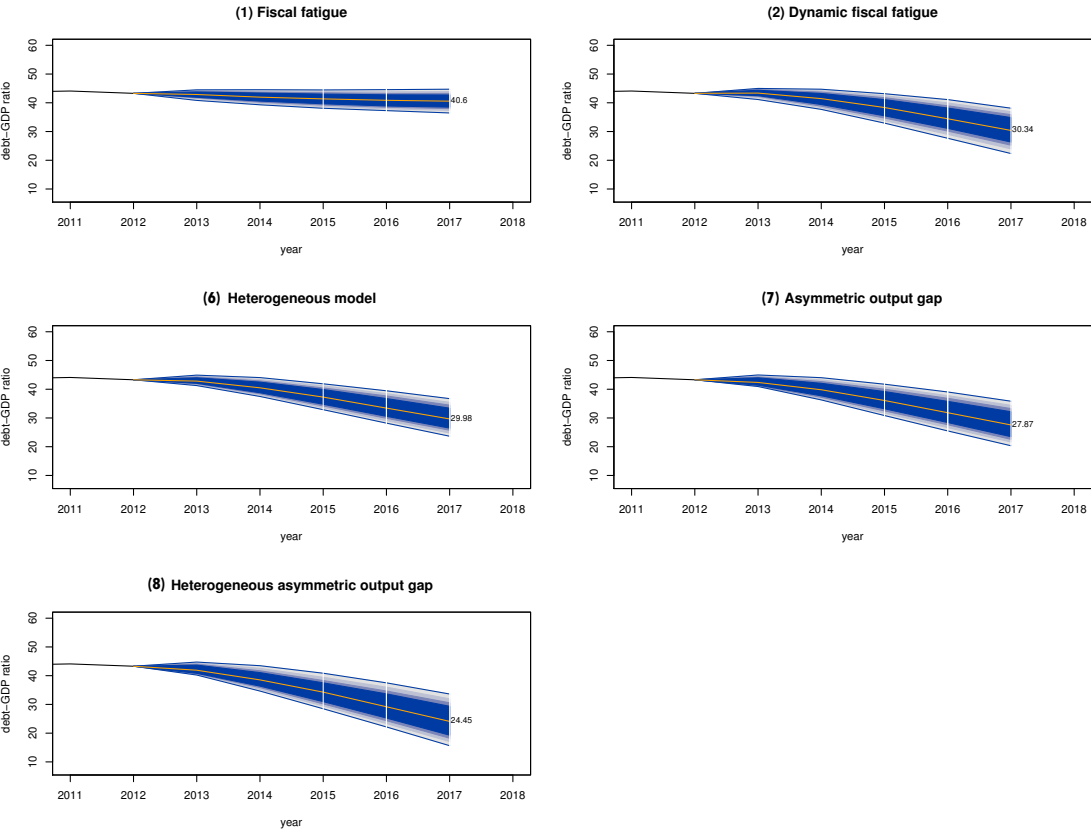 (1) Fiscal fatigue
debt−GDP ratio
60
50
40
30
20
10
40.6
2011 2012 2013 2014 2015 2016 2017 2018
year
(2) Dynamic fiscal fatigue
debt−GDP ratio
60
50
40
30
20
10
30.34
2011 2012 2013 2014 2015 2016 2017 2018
year
(6) Heterogeneous model
debt−GDP ratio
60
50
40
30
20
10
29.98
2011 2012 2013 2014 2015 2016 2017 2018
year
(7) Asymmetric output gap
debt−GDP ratio
60
50
40
30
20
10
27.87
2011 2012 2013 2014 2015 2016 2017 2018
year
(8) Heterogeneous asymmetric output gap
debt−GDP ratio
60
50
40
30
20
10
24.45
2011 2012 2013 2014 2015 2016 2017 2018
year